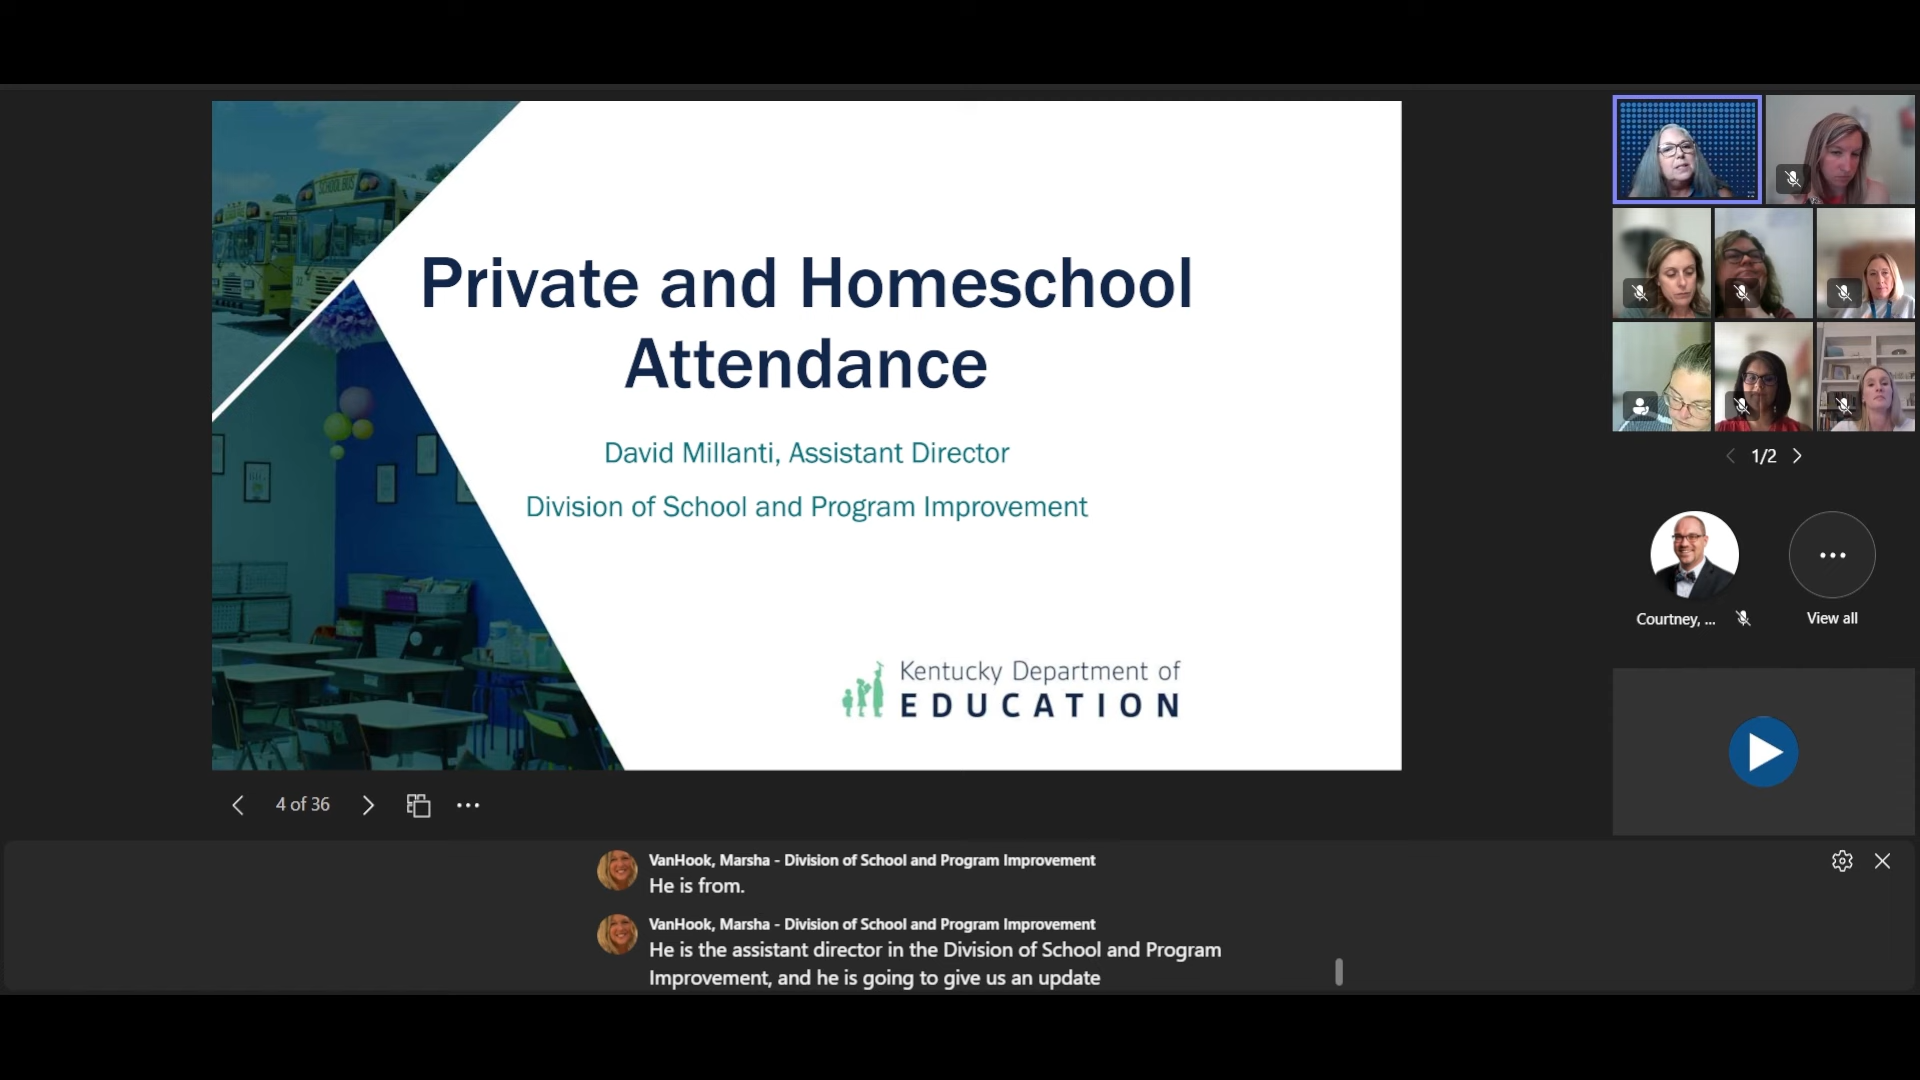 SCHOOL BUS
Private and Homeschool
Attendance
David Millanti, Assistant Director
Division of School and Program Improvement
Kentucky Department of
EDUCATION
1/2
Courtney, ...
View all
4 of 36
VanHook, Marsha - Division of School and Program Improvement
He is from.
VanHook, Marsha - Division of School and Program Improvement
He is the assistant director in the Division of School and Program
Improvement, and he is going to give us an update